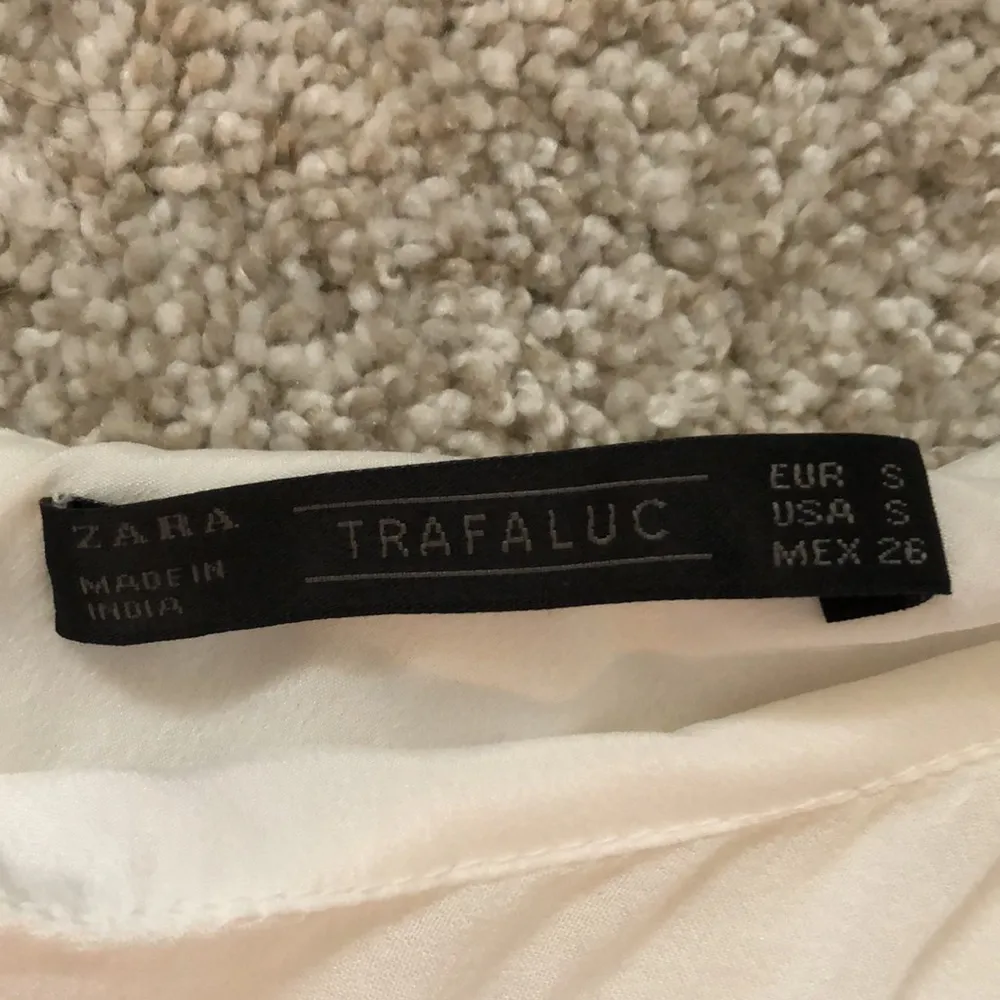 ZARA
MADE IN
INDIA
TRAFALUC
EUR S
USA S
MEX 26